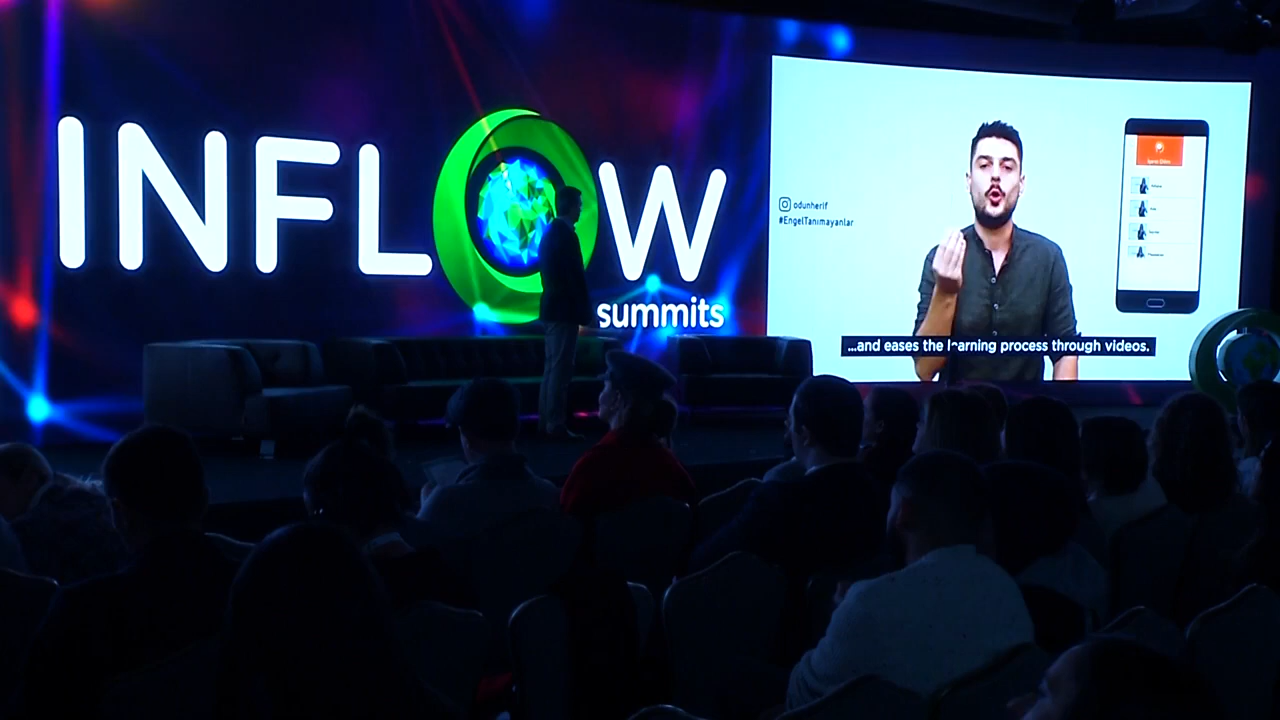 INFLOW
summits
odunherif
#EngelTanımayanlar
...and eases the learning process through videos.